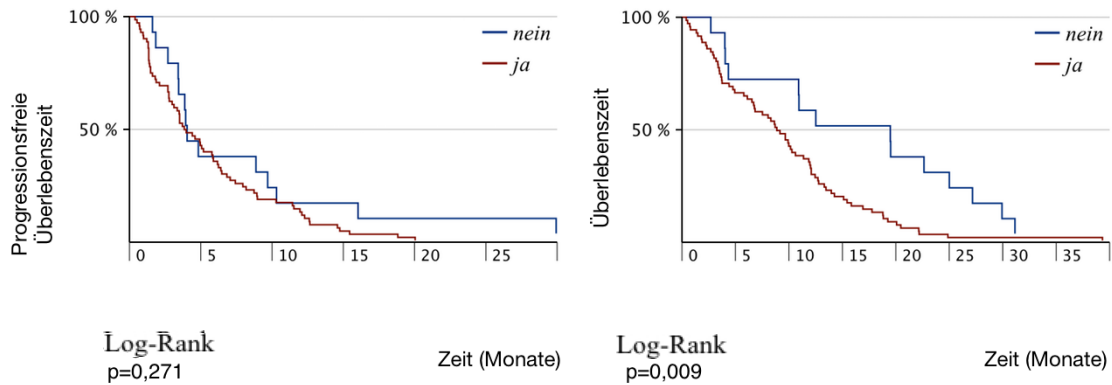 100 %
nein
ja
50 %
Progressionsfreie
Überlebenszeit
0 5 10 15 20 25
Log-Rank
p=0,271
Zeit (Monate)
100 %
nein
ja
50 %
Überlebenszeit
0 5 10 15 20 25 30 35
Log-Rank
p=0,009
Zeit (Monate)